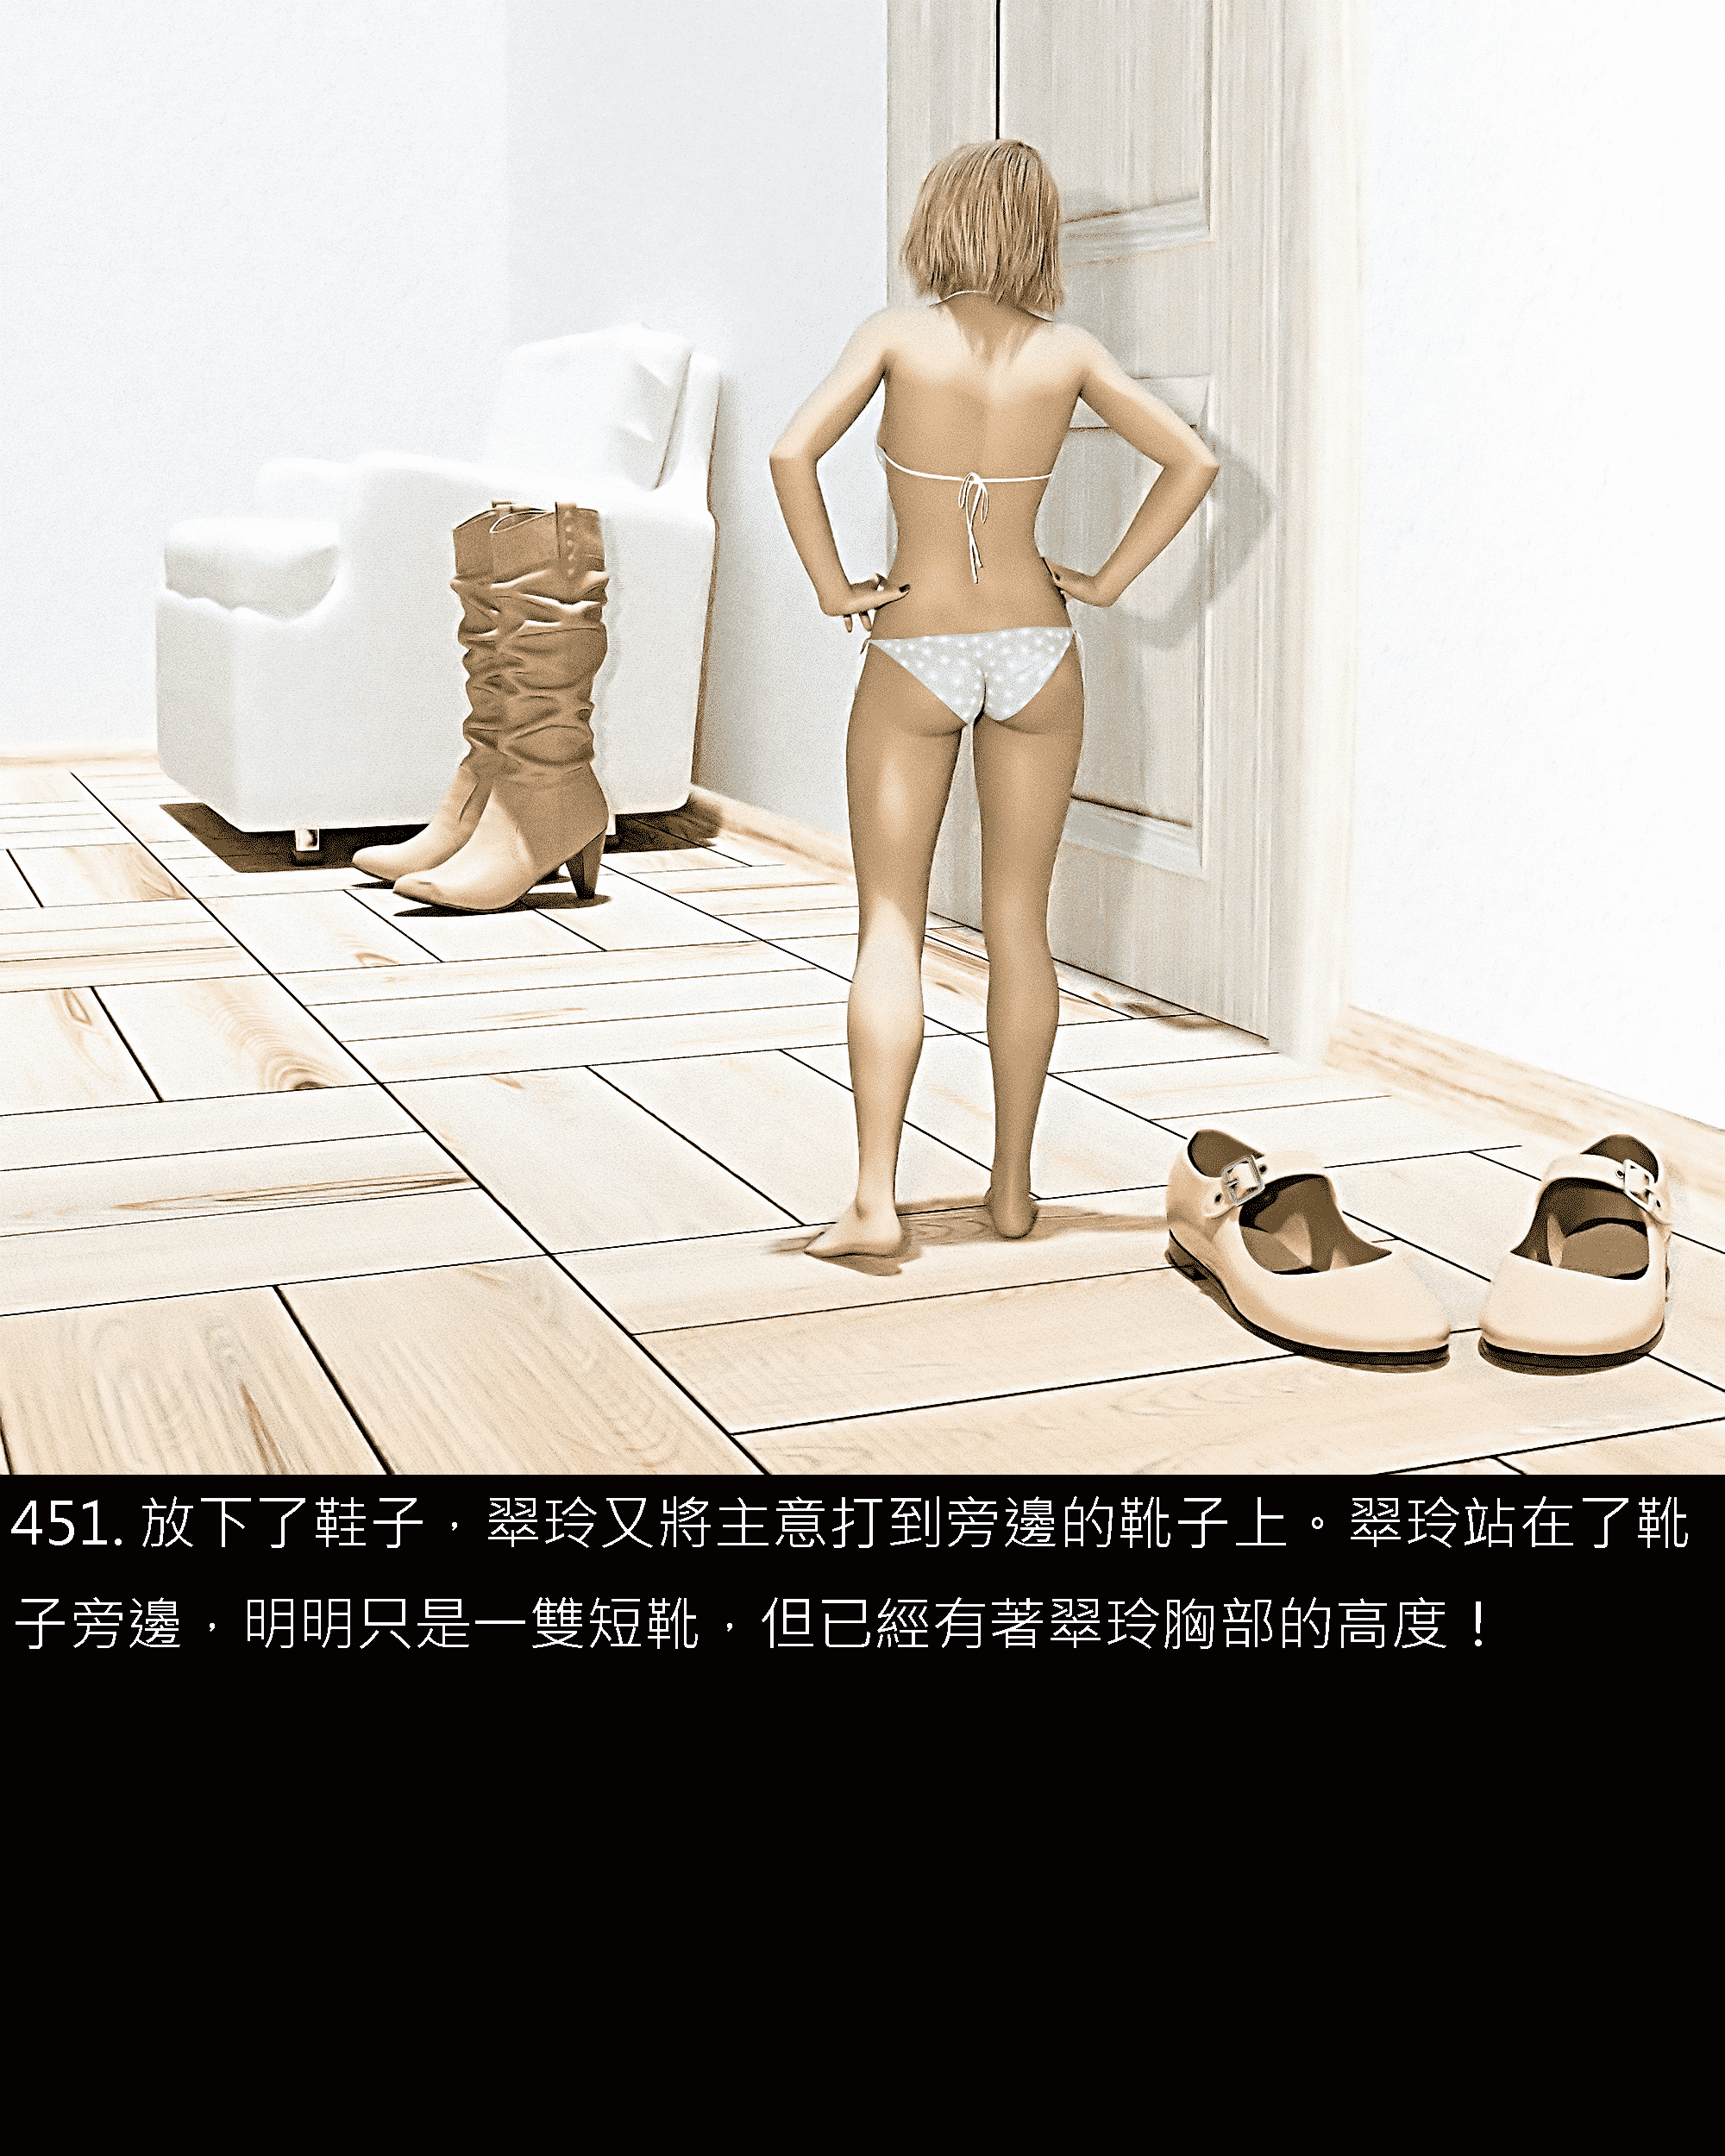 451. 放下了鞋子，翠玲又將主意打到旁邊的靴子上。翠玲站在了靴
子旁邊，明明只是一雙短靴，但已經有著翠玲胸部的高度！